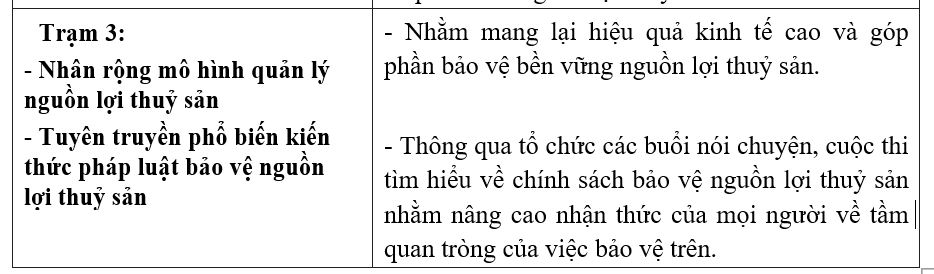 Trạm 3:
- Nhân rộng mô hình quản lý
nguồn lợi thuỷ sản
- Tuyên truyền phổ biến kiến
thức pháp luật bảo vệ nguồn
lợi thuỷ sản
- Nhằm mang lại hiệu quả kinh tế cao và góp
phần bảo vệ bền vững nguồn lợi thuỷ sản.
- Thông qua tổ chức các buổi nói chuyện, cuộc thi
tìm hiểu về chính sách bảo vệ nguồn lợi thuỷ sản
nhằm nâng cao nhận thức của mọi người về tầm
quan tròng của việc bảo vệ trên.